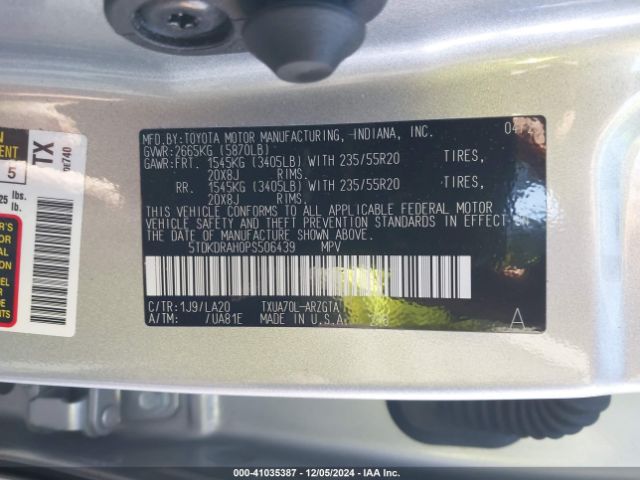 MFD.BY:TOYOTA MOTOR MANUFACTURING, INDIANA, INC.
GVWR:2665KG (5870LB)
GAWR:FRT. 1545KG (3405LB) WITH 235/55R20 TIRES,
20X8J RIMS.
RR. 1545KG (3405LB) WITH 235/55R20 TIRES,
20X8J RIMS.
THIS VEHICLE CONFORMS TO ALL APPLICABLE FEDERAL MOTOR
VEHICLE SAFETY AND THEFT PREVENTION STANDARDS IN EFFECT
THE DATE OF MANUFACTURE SHOWN ABOVE.
5TDKDRAH0PS506439 MPV
C/TR:1J9/LA20 TXUA70L-ARZGTA
A/TM: /UA81E MADE IN U.S.A.
A
TX
5
25 lbs.
lb.
000-41035387 - 12/05/2024 - IAA Inc.